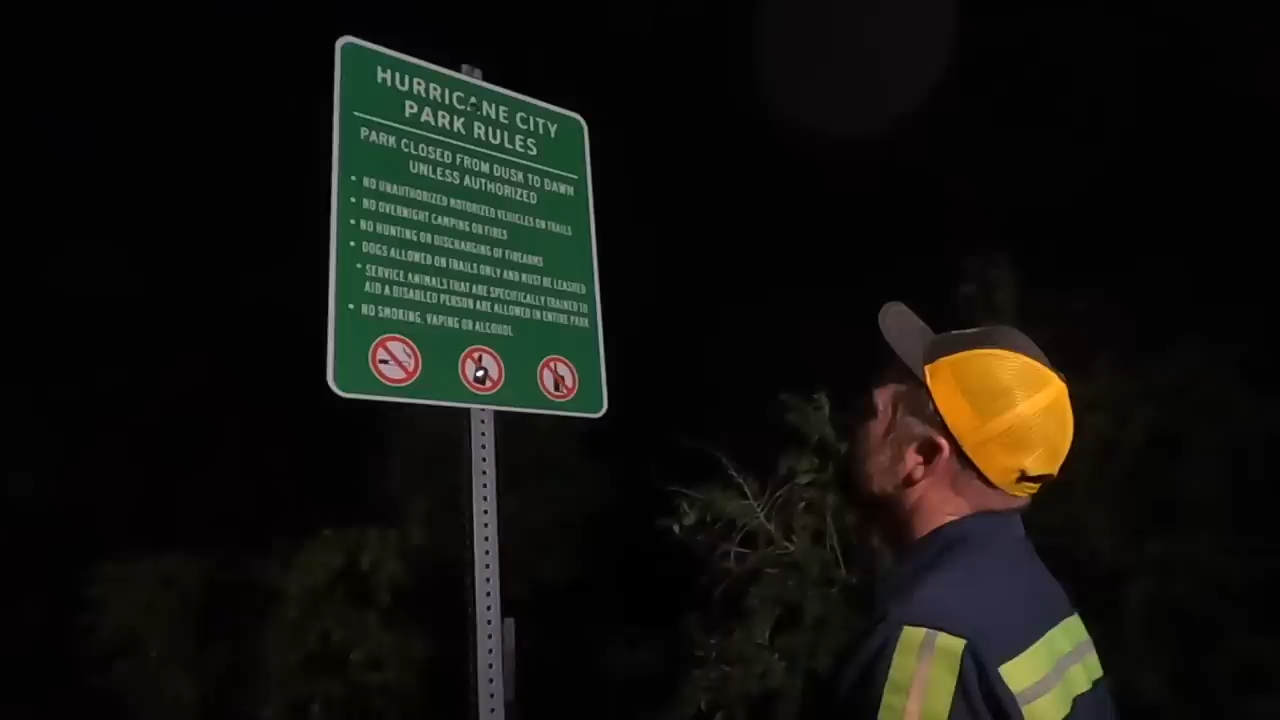 HURRICANE CITY
PARK RULES
PARK CLOSED FROM DUSK TO DAWN
UNLESS AUTHORIZED
• NO UNAUTHORIZED MOTORIZED VEHICLES ON TRAILS
• NO OVERNIGHT CAMPING OR FIRES
• NO HUNTING OR DISCHARGING OF FIREARMS
• DOGS ALLOWED ON TRAILS ONLY AND MUST BE LEASHED
• SERVICE ANIMALS THAT ARE SPECIFICALLY TRAINED TO
AID A DISABLED PERSON ARE ALLOWED IN ENTIRE PARK
• NO SMOKING, VAPING OR ALCOHOL